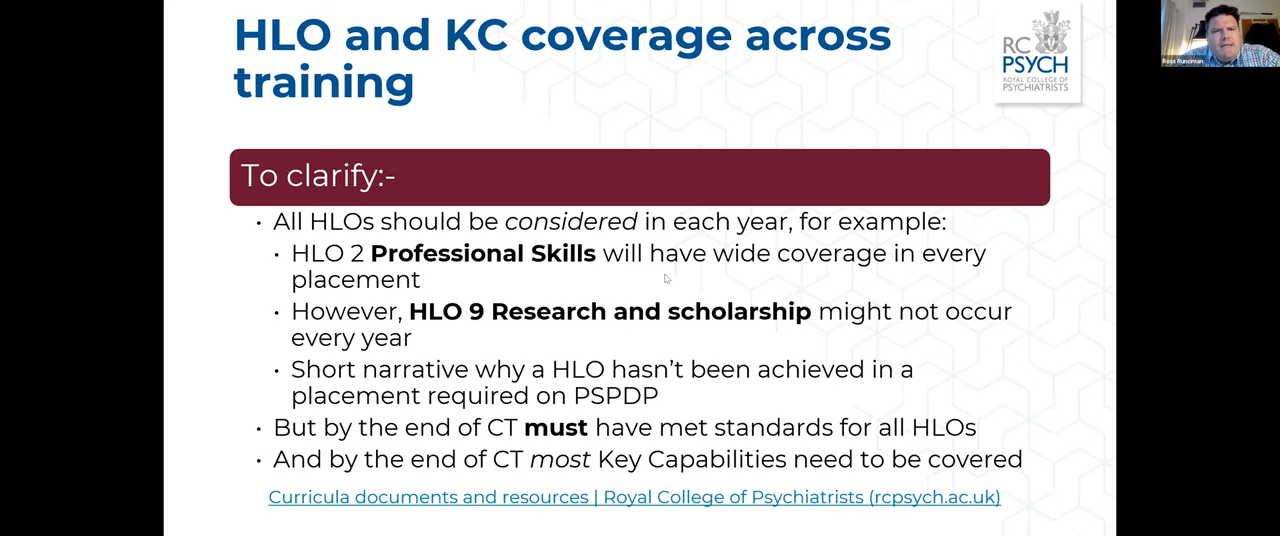 HLO and KC coverage across
training
RC
PSYCH
ROYAL COLLEGE OF
PSYCHIATRISTS
Ross Runciman
To clarify:-
• All HLOs should be considered in each year, for example:
• HLO 2 Professional Skills will have wide coverage in every
placement
• However, HLO 9 Research and scholarship might not occur
every year
• Short narrative why a HLO hasn't been achieved in a
placement required on PSPDP
• But by the end of CT must have met standards for all HLOs
• And by the end of CT most Key Capabilities need to be covered
Curricula documents and resources | Royal College of Psychiatrists (rcpsych.ac.uk)